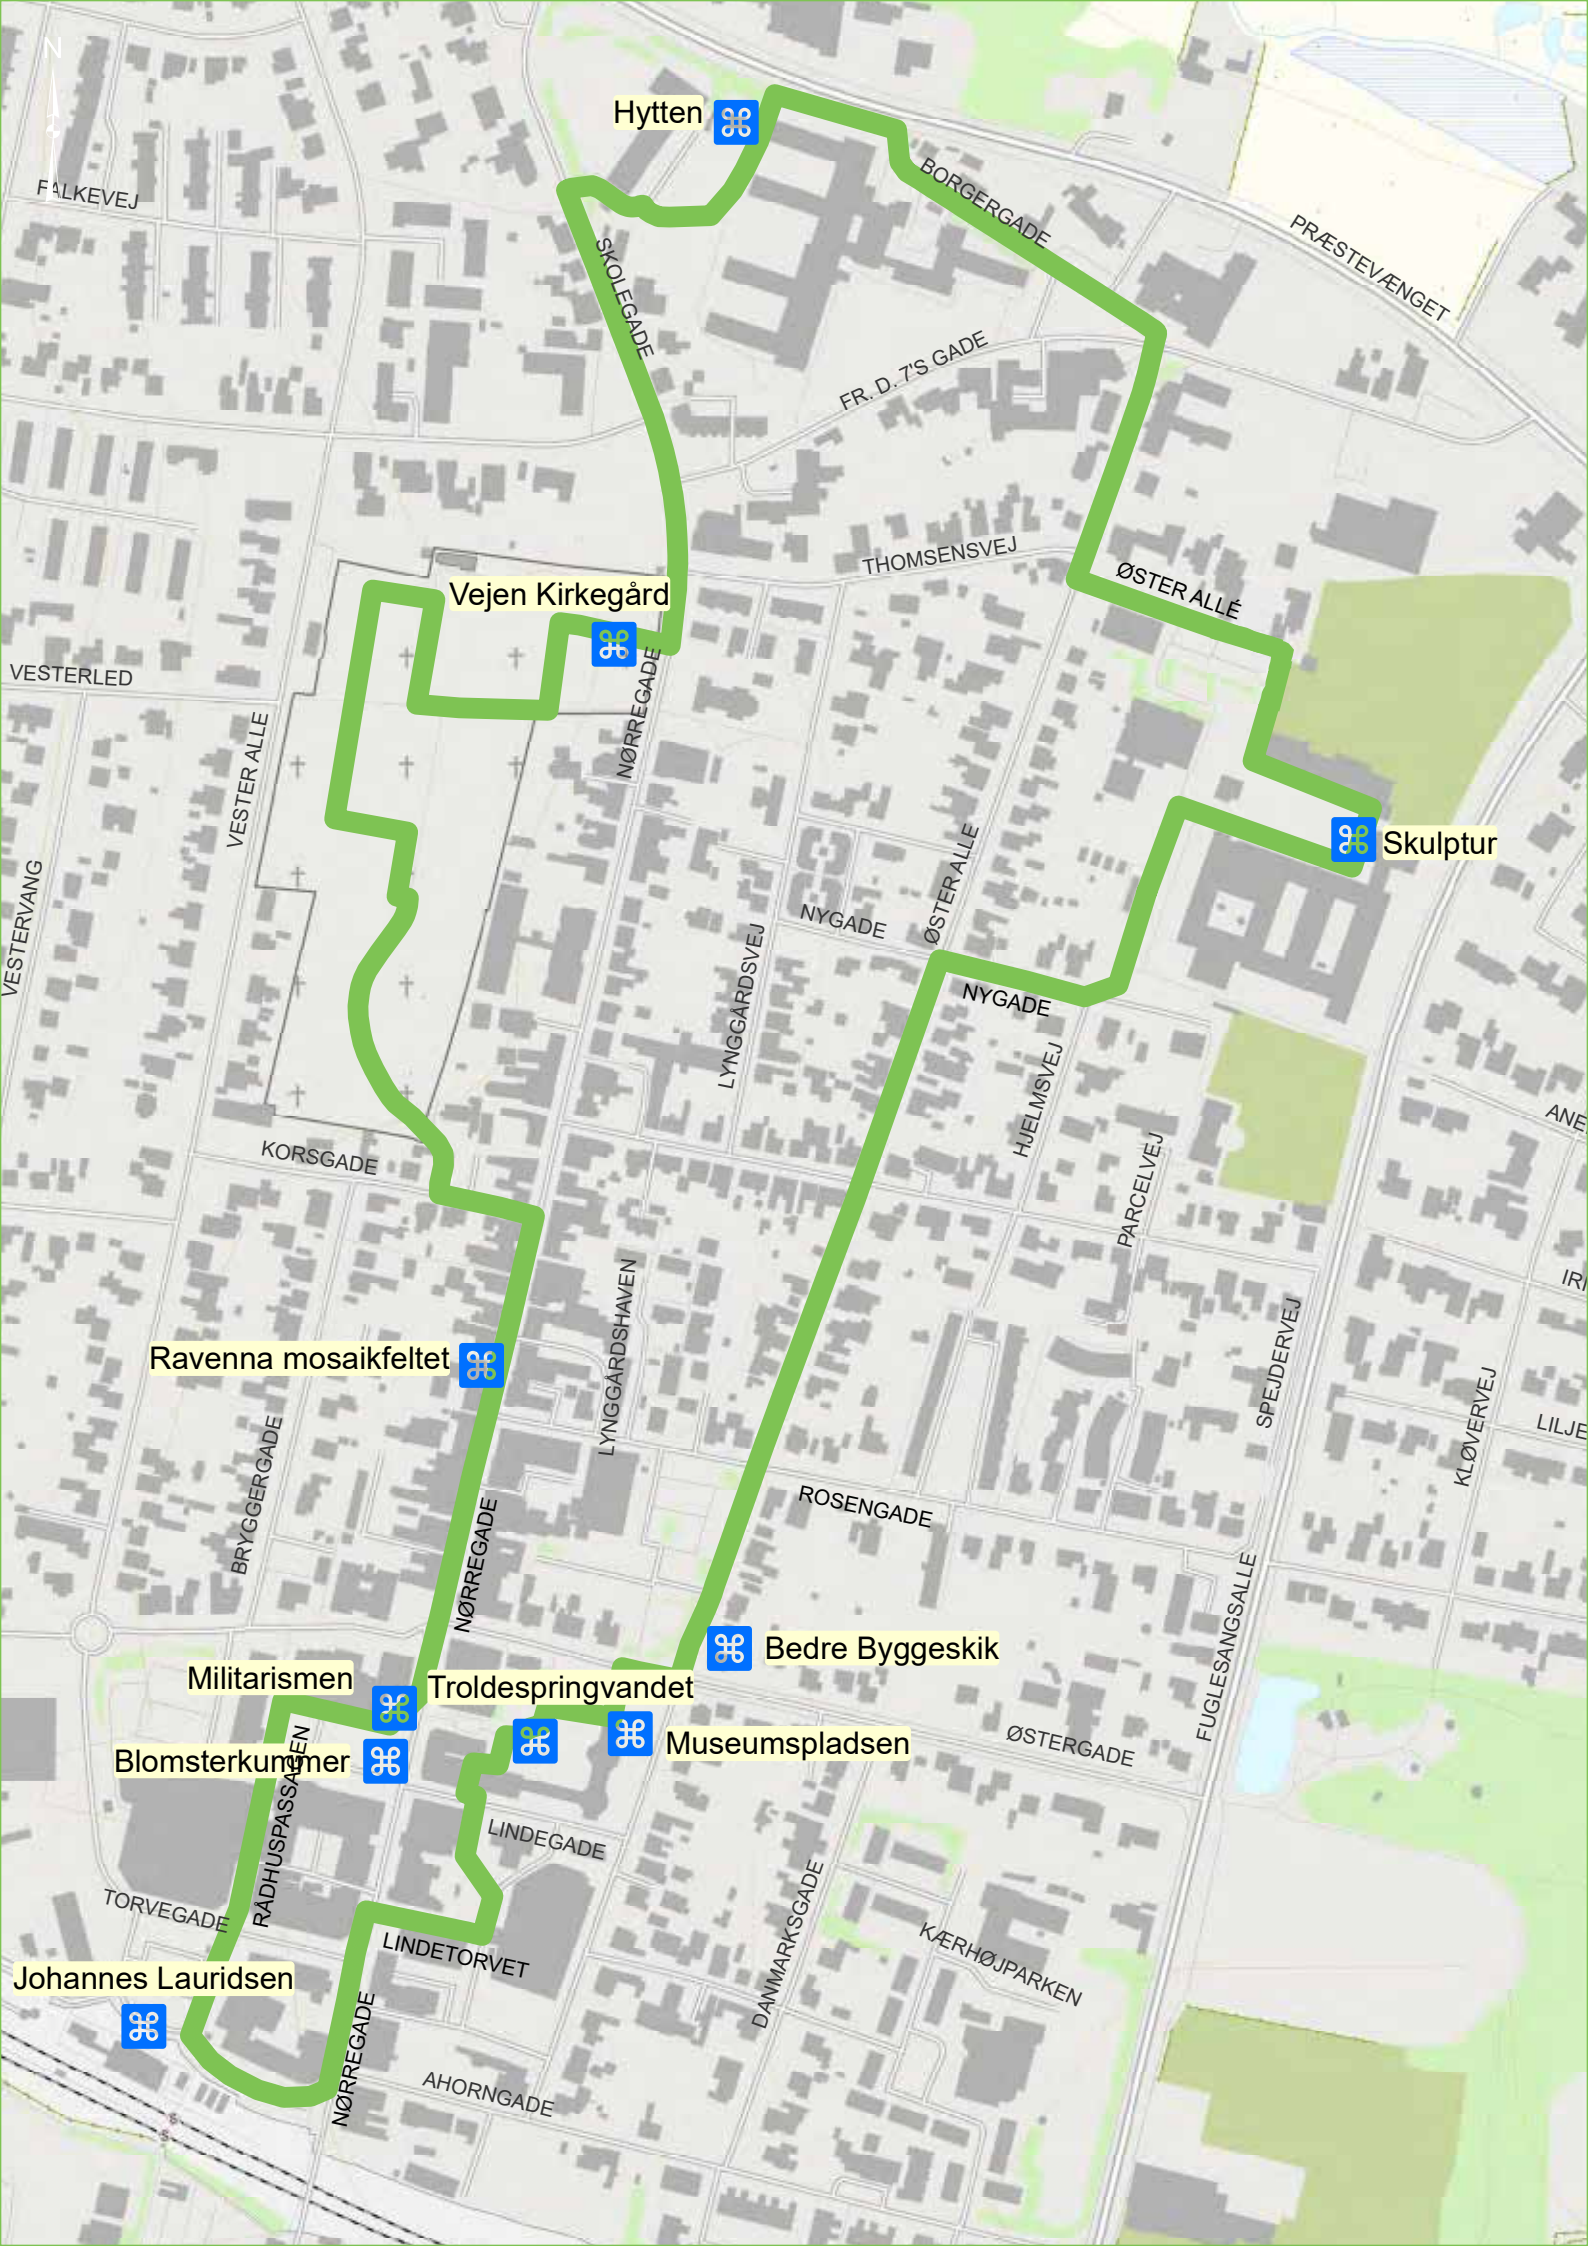 N
Hytten
FALKEVEJ
BORGERGADE
PRÆSTEVÆNGET
SKOLEGADE
FR. D. 7'S GADE
THOMSENSVEJ
ØSTER ALLÉ
Vejen Kirkegård
VESTERLED
NØRREGADE
VESTER ALLE
Skulptur
ØSTER ALLE
VESTERVANG
NYGADE
LYNGGÅRDSVEJ
NYGADE
HJELMSVEJ
ANE
KORSGADE
PARCELVEJ
IRI
LYNGGÅRDSHAVEN
SPEJDERVEJ
Ravenna mosaikfeltet
KLØVERVEJ
LILJE
BRYGGERGADE
ROSENGADE
NØRREGADE
FUGLESANGSALLE
Bedre Byggeskik
Militarismen
Troldespringvandet
Museumspladsen
ØSTERGADE
Blomsterkummer
RÅDHUSPASSAGEN
LINDEGADE
TORVEGADE
DANMARKSGADE
KÆRHØJPARKEN
LINDETORVET
Johannes Lauridsen
NØRREGADE
AHORNGADE
S
S